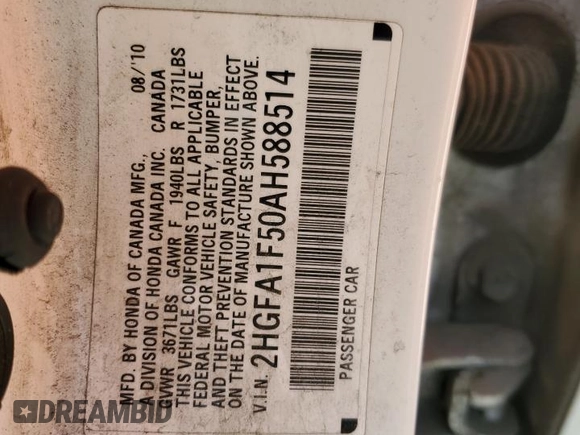 MFD. BY HONDA OF CANADA MFG., 08/'10
A DIVISION OF HONDA CANADA INC. CANADA
GVWR 3671LBS GAWR F 1940LBS R 1731LBS
THIS VEHICLE CONFORMS TO ALL APPLICABLE
FEDERAL MOTOR VEHICLE SAFETY, BUMPER,
AND THEFT PREVENTION STANDARDS IN EFFECT
ON THE DATE OF MANUFACTURE SHOWN ABOVE.
V.I.N. 2HGFA1F50AH588514
PASSENGER CAR
DREAMBID